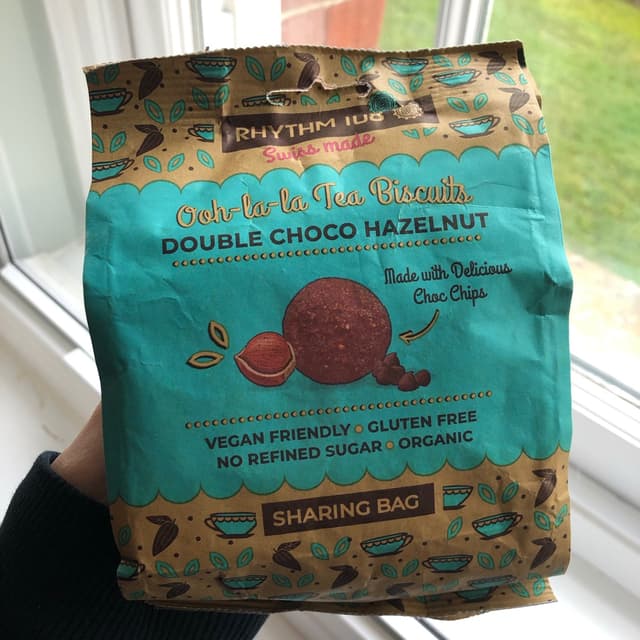 RHYTHM 108
Swiss made
Ooh-la-la Tea Biscuits
DOUBLE CHOCO HAZELNUT
Made with Delicious
Choc Chips
VEGAN FRIENDLY • GLUTEN FREE
NO REFINED SUGAR • ORGANIC
SHARING BAG